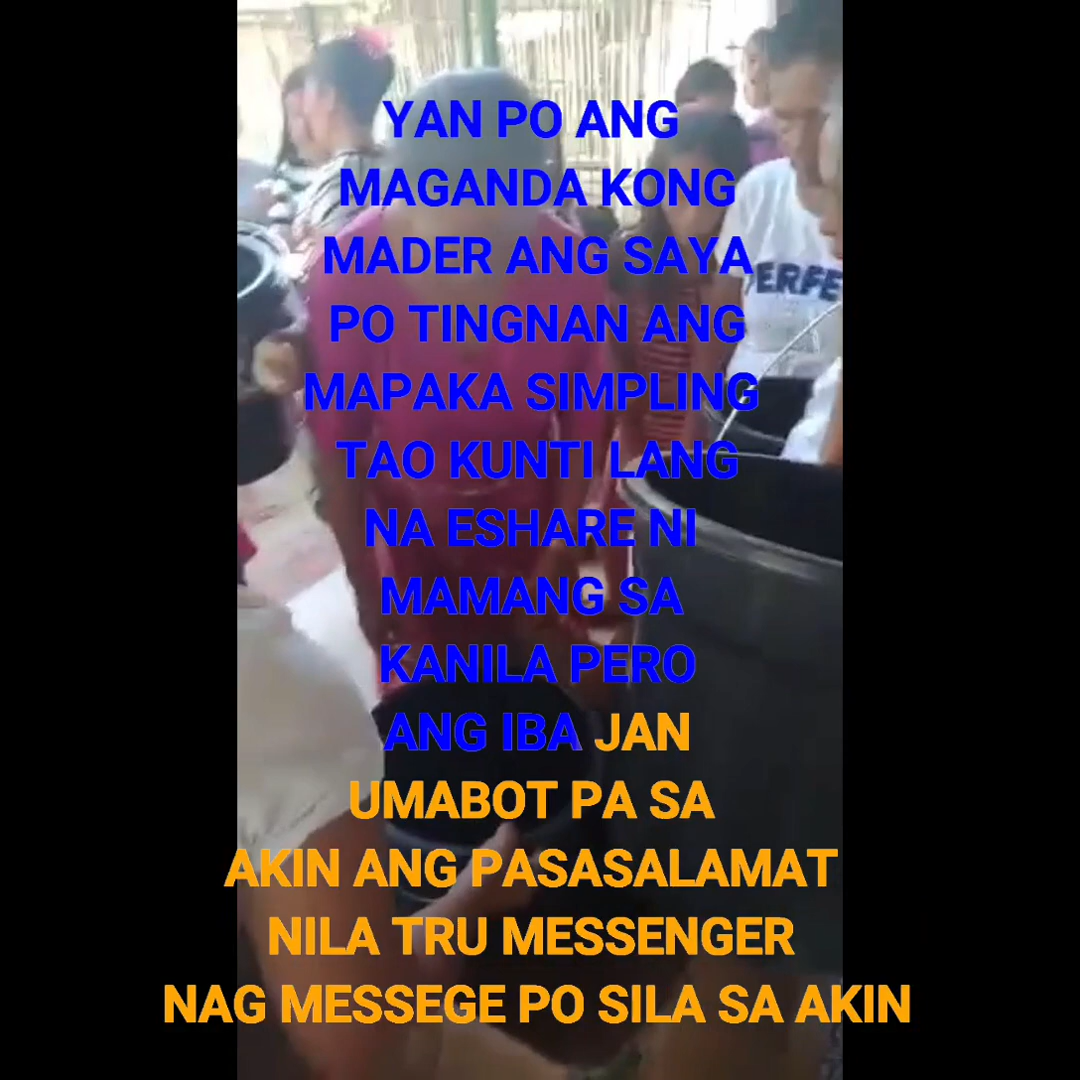 YAN PO ANG
MAGANDA KONG
MADER ANG SAYA
PO TINGNAN ANG
MAPAKA SIMPLING
TAO KUNTI LANG
NA ESHARE NI
MAMANG SA
KANILA PERO
ANG IBA JAN
UMABOT PA SA
AKIN ANG PASASALAMAT
NILA TRU MESSENGER
NAG MESSEGE PO SILA SA AKIN